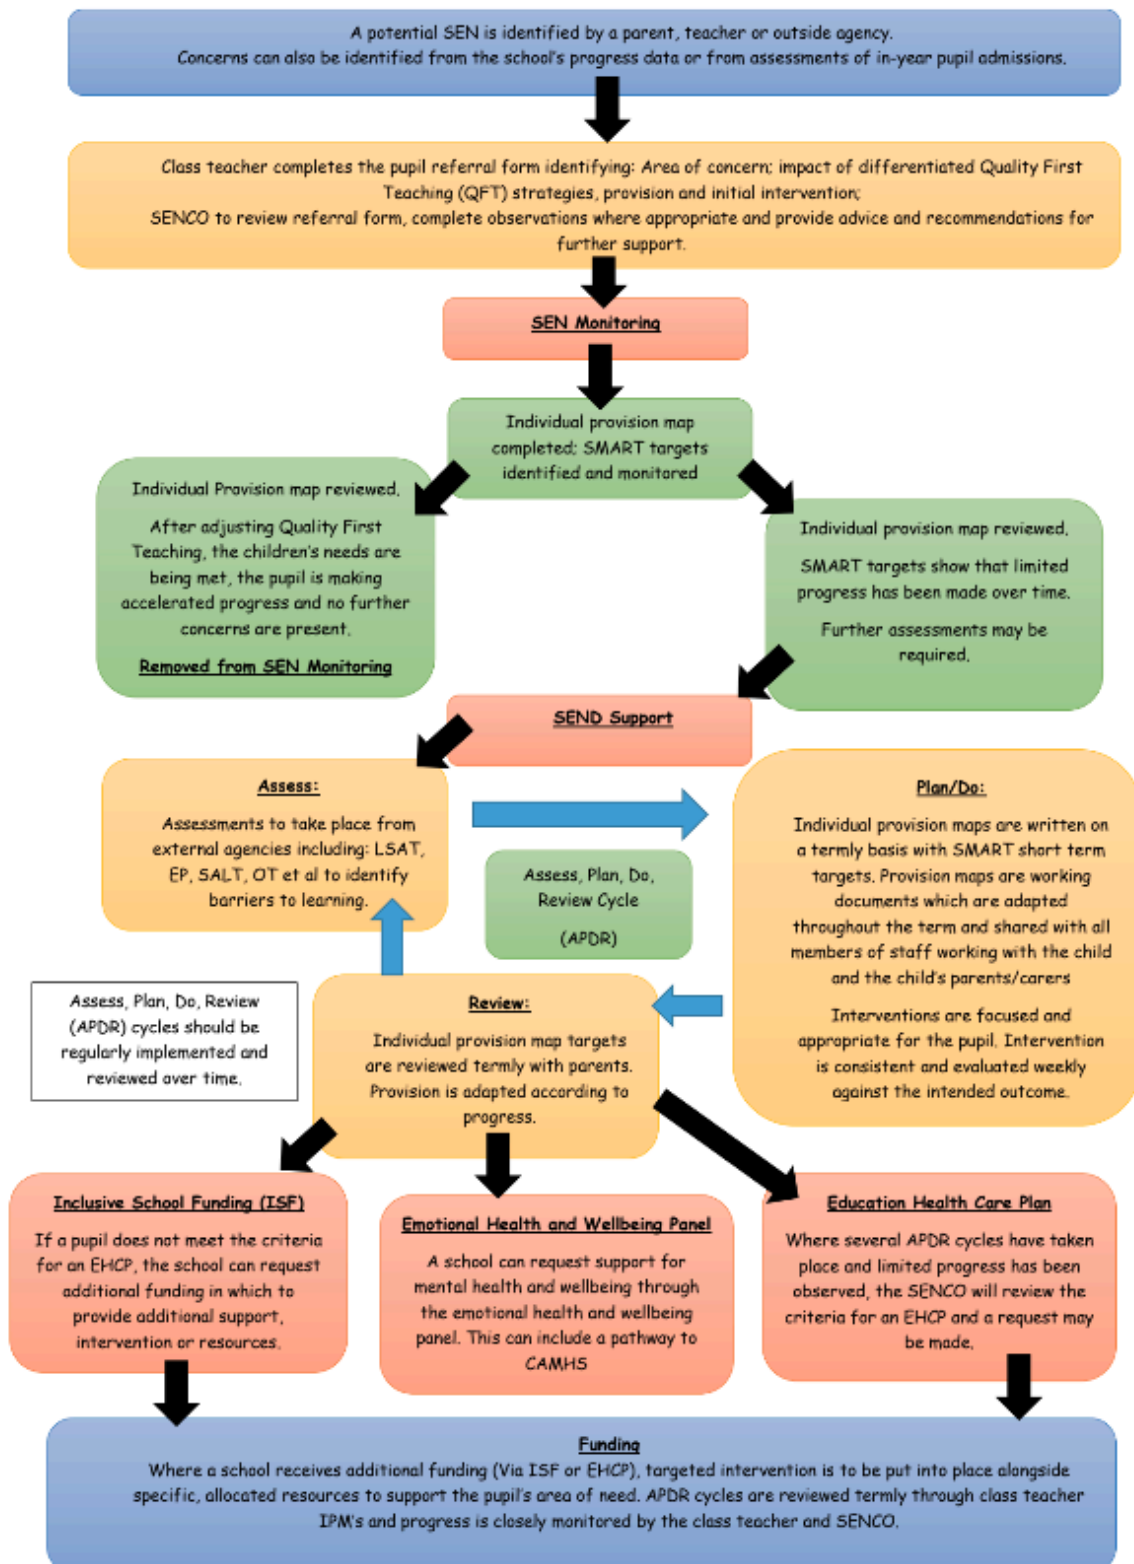 A potential SEN is identified by a parent, teacher or outside agency.
Concerns can also be identified from the school's progress data or from assessments of in-year pupil admissions.
Class teacher completes the pupil referral form identifying: Area of concern; impact of differentiated Quality First
Teaching (QFT) strategies, provision and initial intervention;
SENCO to review referral form, complete observations where appropriate and provide advice and recommendations for
further support.
SEN Monitoring
Individual provision map
completed; SMART targets
identified and monitored
Individual Provision map reviewed.
After adjusting Quality First
Teaching, the children's needs are
being met, the pupil is making
accelerated progress and no further
concerns are present.
Removed from SEN Monitoring
Individual provision map reviewed.
SMART targets show that limited
progress has been made over time.
Further assessments may be
required.
SEND Support
Assess:
Assessments to take place from
external agencies including: LSAT,
EP, SALT, OT et al to identify
barriers to learning.
Assess, Plan, Do,
Review Cycle
(APDR)
Plan/Do:
Individual provision maps are written on
a termly basis with SMART short term
targets. Provision maps are working
documents which are adapted
throughout the term and shared with all
members of staff working with the child
and the child's parents/carers
Interventions are focused and
appropriate for the pupil. Intervention
is consistent and evaluated weekly
against the intended outcome.
Assess, Plan, Do, Review
(APDR) cycles should be
regularly implemented and
reviewed over time.
Review:
Individual provision map targets
are reviewed termly with parents.
Provision is adapted according to
progress.
Inclusive School Funding (ISF)
If a pupil does not meet the criteria
for an EHCP, the school can request
additional funding in which to
provide additional support,
intervention or resources.
Emotional Health and Wellbeing Panel
A school can request support for
mental health and wellbeing through
the emotional health and wellbeing
panel. This can include a pathway to
CAMHS
Education Health Care Plan
Where several APDR cycles have taken
place and limited progress has been
observed, the SENCO will review the
criteria for an EHCP and a request may
be made.
Funding
Where a school receives additional funding (Via ISF or EHCP), targeted intervention is to be put into place alongside
specific, allocated resources to support the pupil's area of need. APDR cycles are reviewed termly through class teacher
IPM's and progress is closely monitored by the class teacher and SENCO.